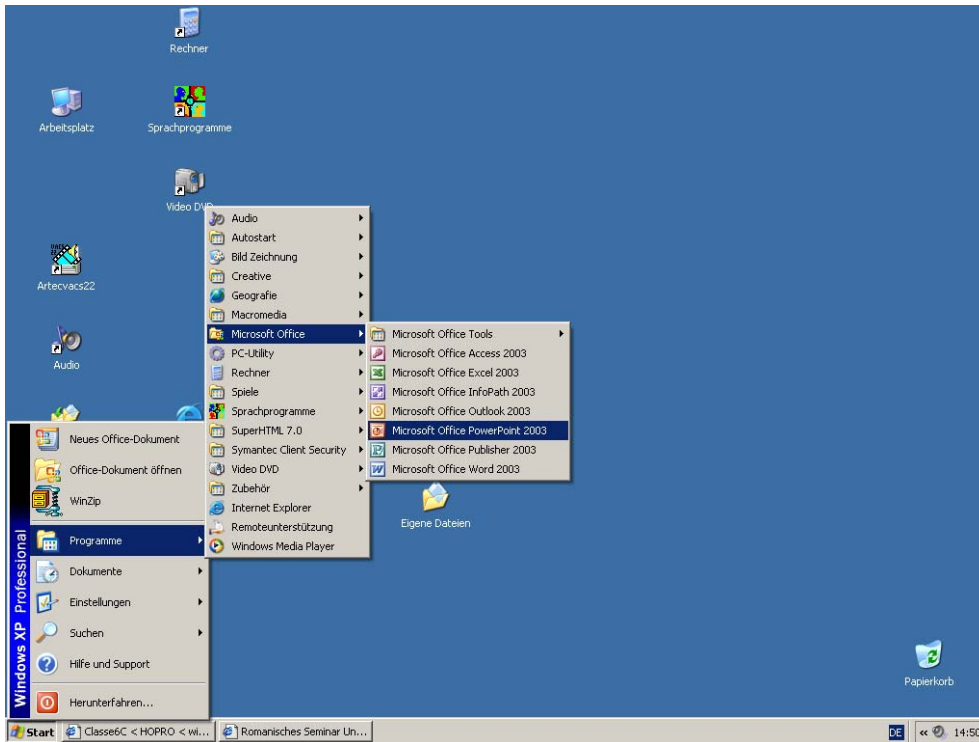 Rechner
Arbeitsplatz
Sprachprogramme
Video DVD
Artecvacs22
Audio
Audio
Autostart
Bild Zeichnung
Creative
Geografie
Macromedia
Microsoft Office
PC-Utility
Rechner
Spiele
Sprachprogramme
SuperHTML 7.0
Symantec Client Security
Video DVD
Zubehör
Internet Explorer
Remoteunterstützung
Windows Media Player
Microsoft Office Tools
Microsoft Office Access 2003
Microsoft Office Excel 2003
Microsoft Office InfoPath 2003
Microsoft Office Outlook 2003
Microsoft Office PowerPoint 2003
Microsoft Office Publisher 2003
Microsoft Office Word 2003
Neues Office-Dokument
Office-Dokument öffnen
WinZip
Programme
Dokumente
Einstellungen
Suchen
Hilfe und Support
Herunterfahren...
Windows XP Professional
Eigene Dateien
Papierkorb
Start
Classe6C < HOPRO < wi...
Romanisches Seminar Un...
DE
«
14:50